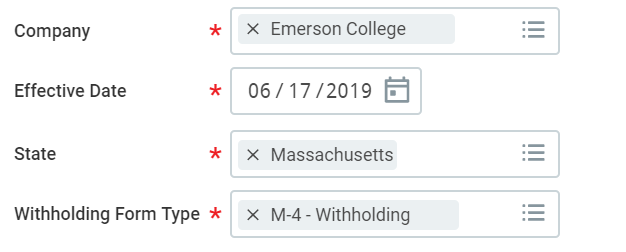 Company * × Emerson College
Effective Date * 06 / 17 / 2019
State * × Massachusetts
Withholding Form Type * × M-4 - Withholding